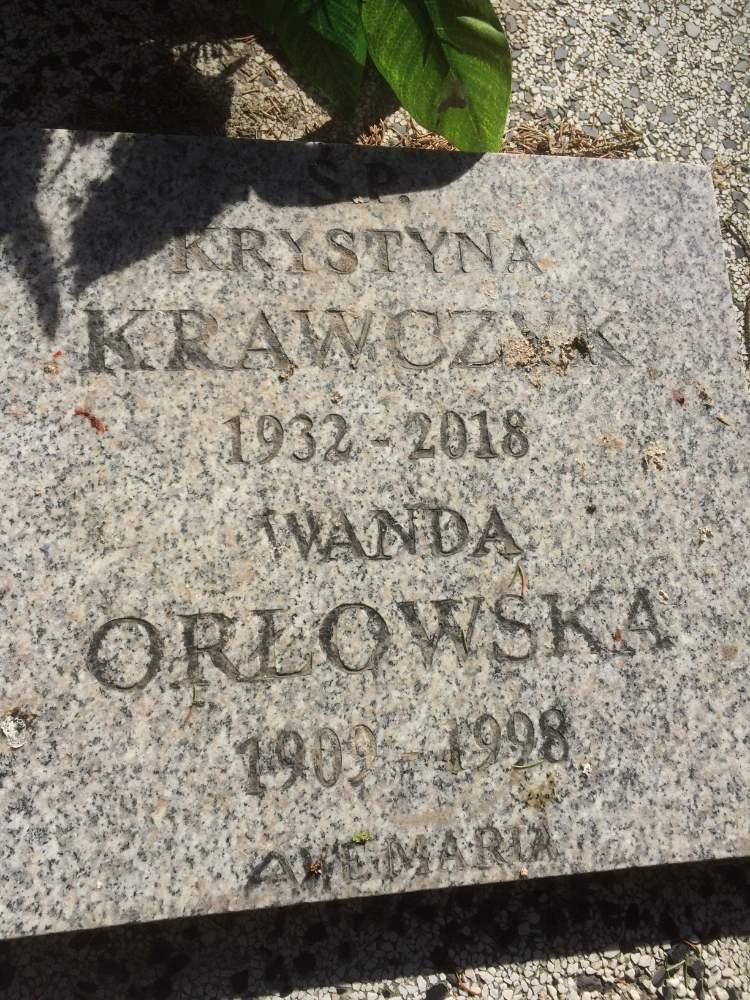 Ś.P.
KRYSTYNA
KRAWCZYK
1932 - 2018
WANDA
ORŁOWSKA
1909 - 1998
AVE MARIA